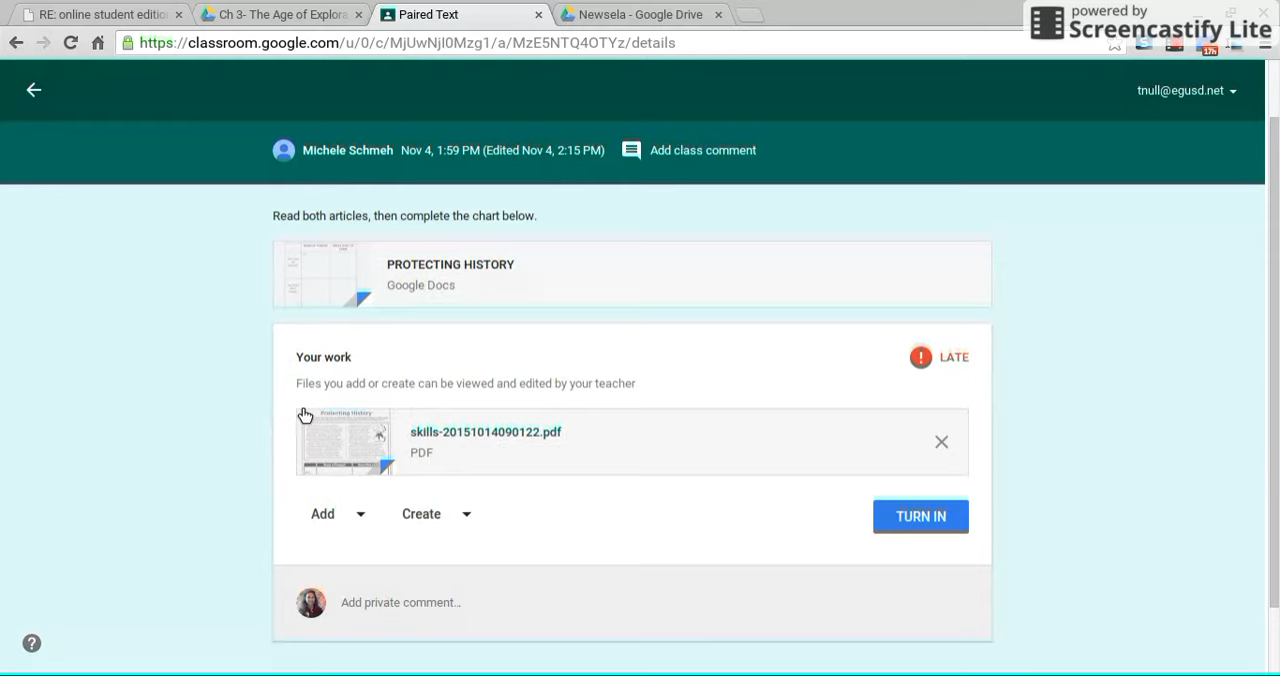 RE: online student editio
Ch 3- The Age of Explora
Paired Text
Newsela - Google Drive
powered by
Screencastify Lite
https://classroom.google.com/u/0/c/MjUwNjI0Mzg1/a/MzE5NTQ4OTYz/details
17h
tnull@egusd.net
Michele Schmeh Nov 4, 1:59 PM (Edited Nov 4, 2:15 PM) Add class comment
Read both articles, then complete the chart below.
PROTECTING HISTORY
Google Docs
Your work
LATE
Files you add or create can be viewed and edited by your teacher
Protecting History
skills-20151014090122.pdf
PDF
Add
Create
TURN IN
Add private comment...